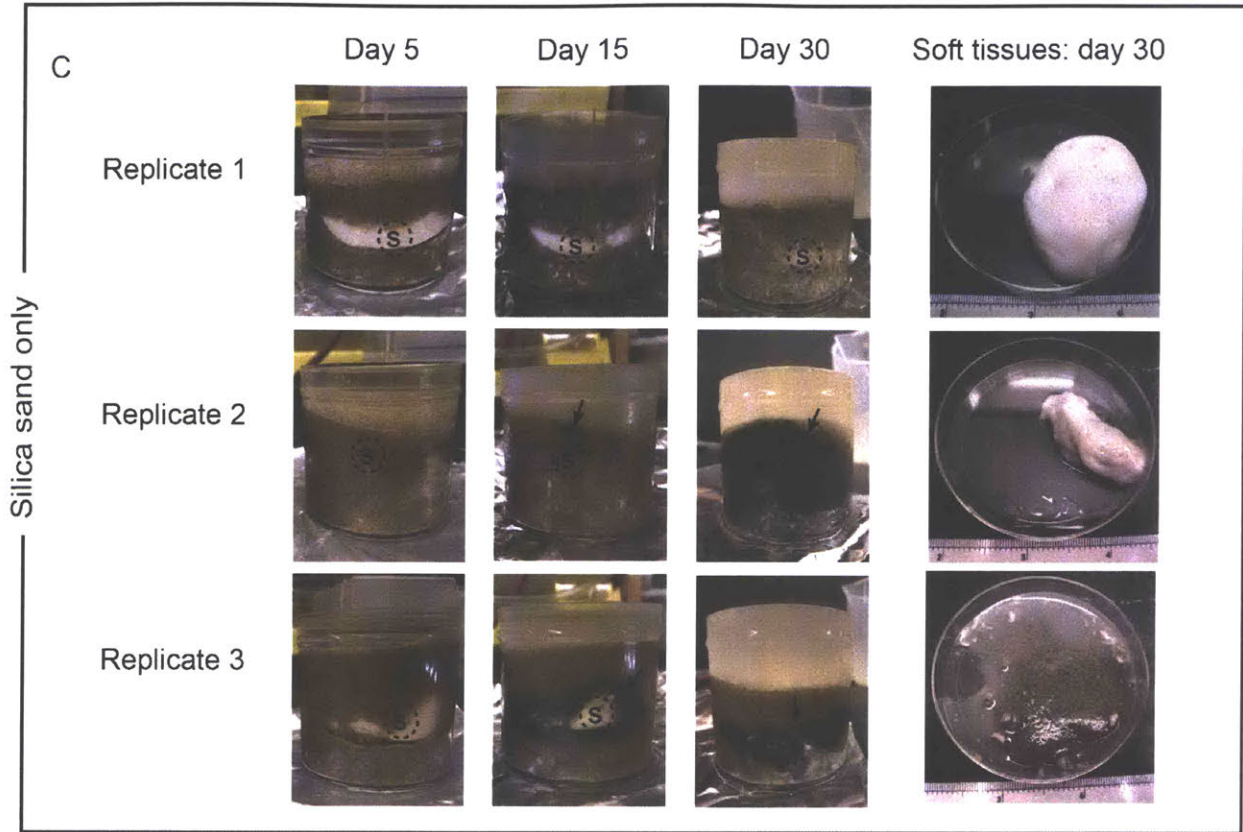 C
Day 5
Day 15
Day 30
Soft tissues: day 30
Silica sand only
Replicate 1
S
S
S
Replicate 2
S
S
Replicate 3
S
S